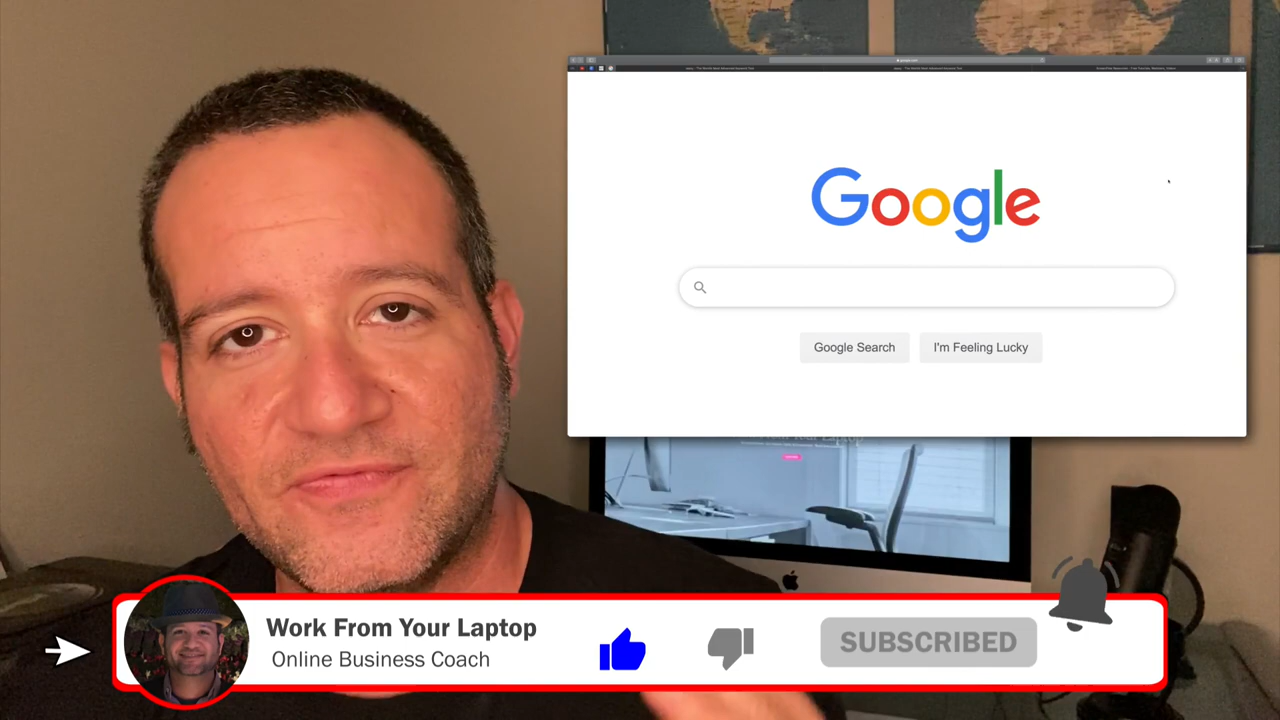 Google
Google Search
I'm Feeling Lucky
Work From Your Laptop
Online Business Coach
SUBSCRIBED